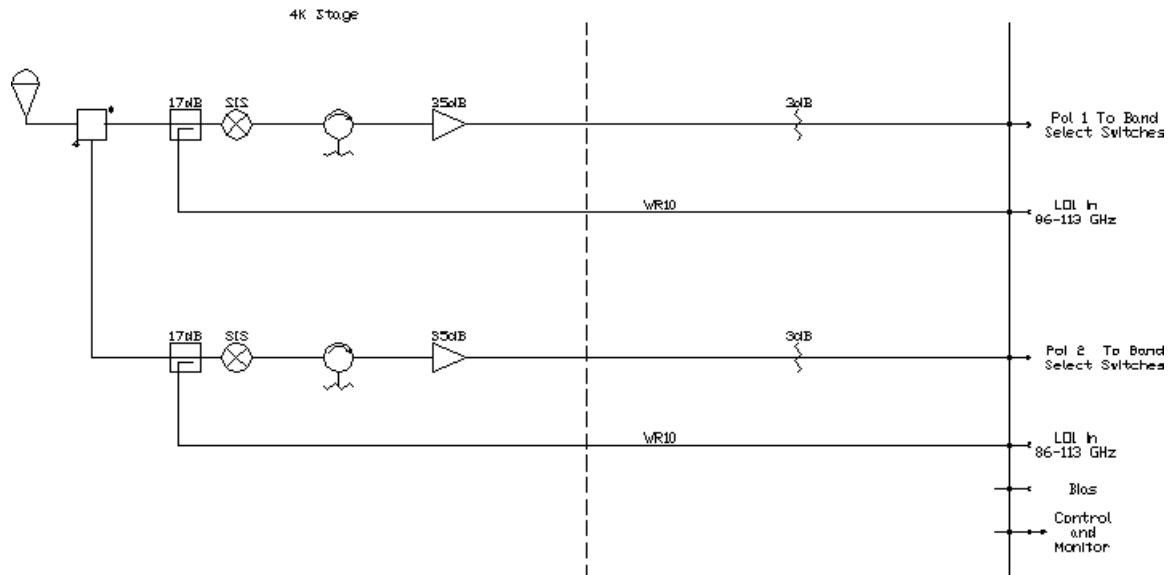 4K Stage
17dB
SIS
35dB
3dB
Pol 1 To Band
Select Switches
WR10
LO1 In
86-113 GHz
17dB
SIS
35dB
3dB
Pol 2 To Band
Select Switches
WR10
LO1 In
86-113 GHz
Bias
Control
and
Monitor